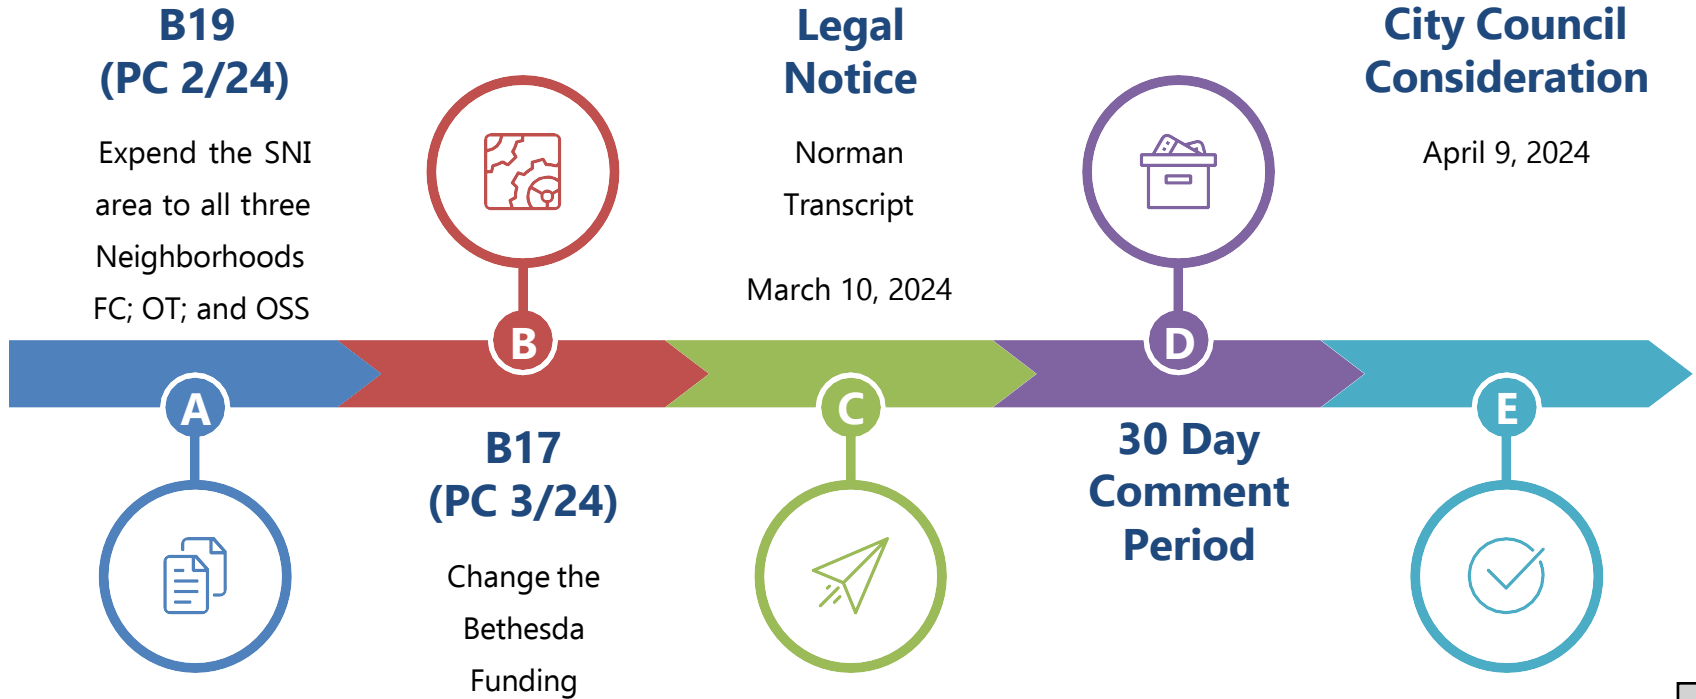 B19
(PC 2/24)
Expend the SNI
area to all three
Neighborhoods
FC; OT; and OSS
A
B
B17
(PC 3/24)
Change the
Bethesda
Funding
Legal
Notice
Norman
Transcript
March 10, 2024
C
D
30 Day
Comment
Period
City Council
Consideration
April 9, 2024
E